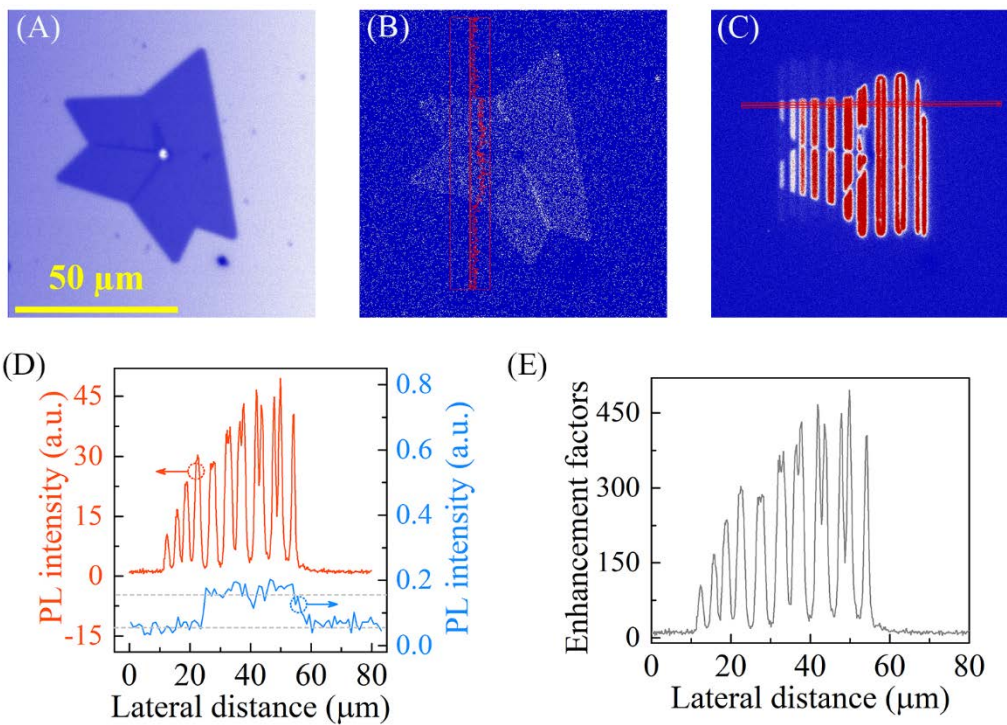 (A)
(B)
(C)
50 µm
(D)
PL intensity (a.u.)
45
30
15
0
-15
0 20 40 60 80
Lateral distance (µm)
0.8
0.6
0.4
0.2
0.0
PL intensity (a.u.)
(E)
Enhancement factors
450
300
150
0
0 20 40 60 80
Lateral distance (µm)